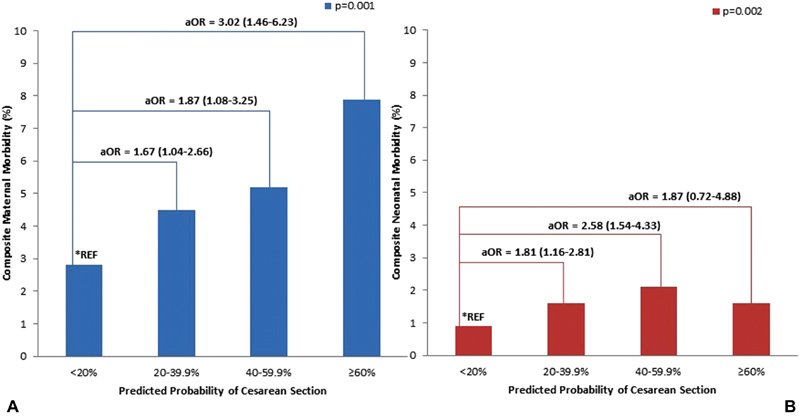 p=0.001
aOR = 3.02 (1.46-6.23)
aOR = 1.87 (1.08-3.25)
aOR = 1.67 (1.04-2.66)
*REF
Composite Maternal Morbidity (%)
10
9
8
7
6
5
4
3
2
1
0
<20%
20-39.9%
40-59.9%
≥60%
Predicted Probability of Cesarean Section
A
p=0.002
aOR = 1.87 (0.72-4.88)
aOR = 2.58 (1.54-4.33)
aOR = 1.81 (1.16-2.81)
*REF
Composite Neonatal Morbidity (%)
10
9
8
7
6
5
4
3
2
1
0
<20%
20-39.9%
40-59.9%
≥60%
Predicted Probability of Cesarean Section
B